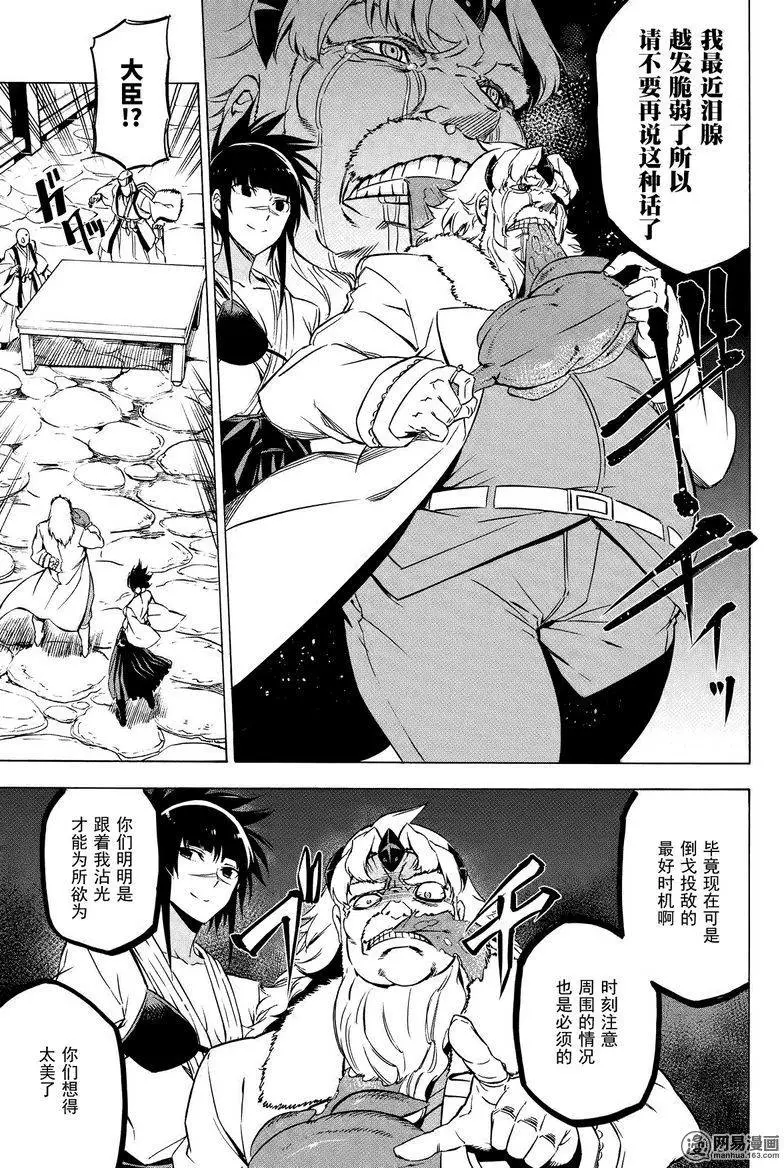 我最近泪腺
越发脆弱了所以
请不要再说这种话了
大臣!?
ダッ
ギリィッ
毕竟现在可是
倒戈投敌的
最好时机啊
时刻注意
周围的情况
也是必须的
你们明明是
跟着我沾光
才能为所欲为
你们想得
太美了
网易漫画
manhua.163.com